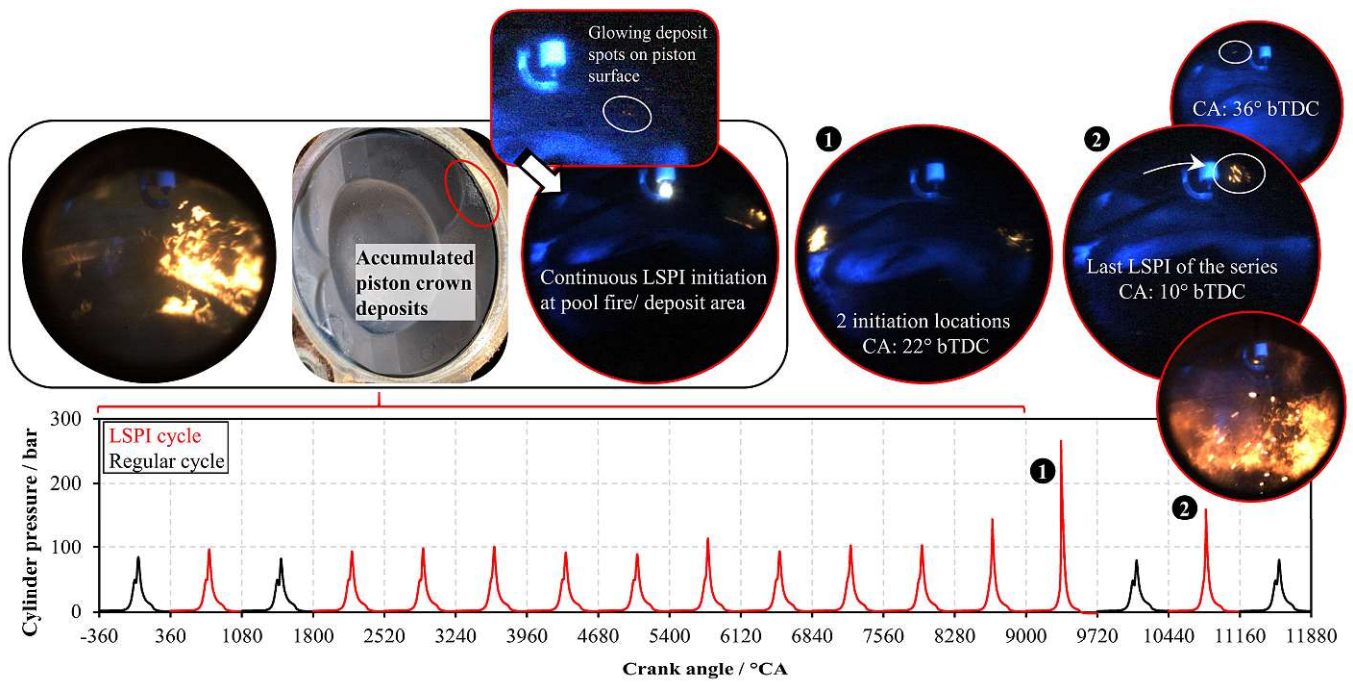 Glowing deposit
spots on piston
surface
CA: 36° bTDC
1
2
Accumulated
piston crown
deposits
Continuous LSPI initiation
at pool fire/ deposit area
2 initiation locations
CA: 22° bTDC
Last LSPI of the series
CA: 10° bTDC
Cylinder pressure / bar
300
200
100
0
LSPI cycle
Regular cycle
1
2
-360 360 1080 1800 2520 3240 3960 4680 5400 6120 6840 7560 8280 9000 9720 10440 11160 11880
Crank angle / °CA